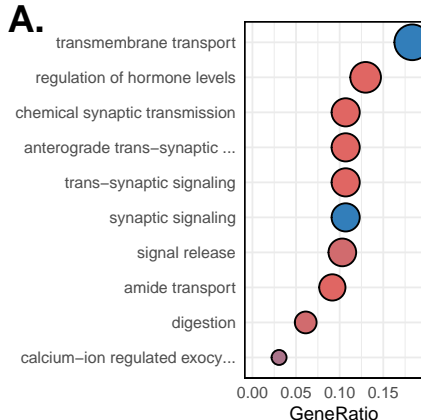 A.
transmembrane transport
regulation of hormone levels
chemical synaptic transmission
anterograde trans−synaptic ...
trans−synaptic signaling
synaptic signaling
signal release
amide transport
digestion
calcium−ion regulated exocy...
0.00 0.05 0.10 0.15
GeneRatio